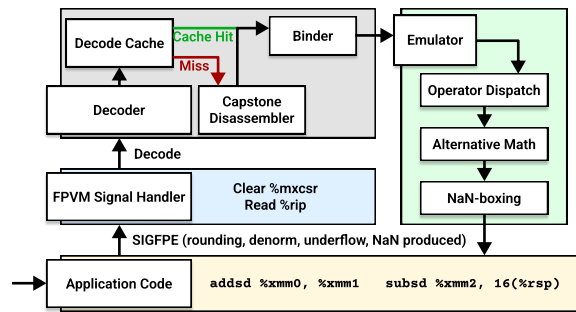 Decode Cache
Cache Hit
Miss
Binder
Emulator
Decoder
Capstone
Disassembler
Operator Dispatch
Alternative Math
NaN-boxing
Decode
FPVM Signal Handler
Clear %mxcsr
Read %rip
SIGFPE (rounding, denorm, underflow, NaN produced)
Application Code
addsd %xmm0, %xmm1 subsd %xmm2, 16(%rsp)